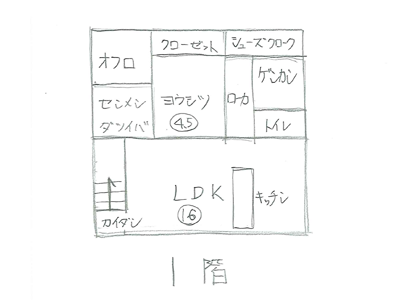 クローゼット
シューズクローク
オフロ
ゲンカン
センメン
ダツイバ
ヨウシツ
4.5
ローカ
トイレ
LDK
16
キッチン
カイダン
1階